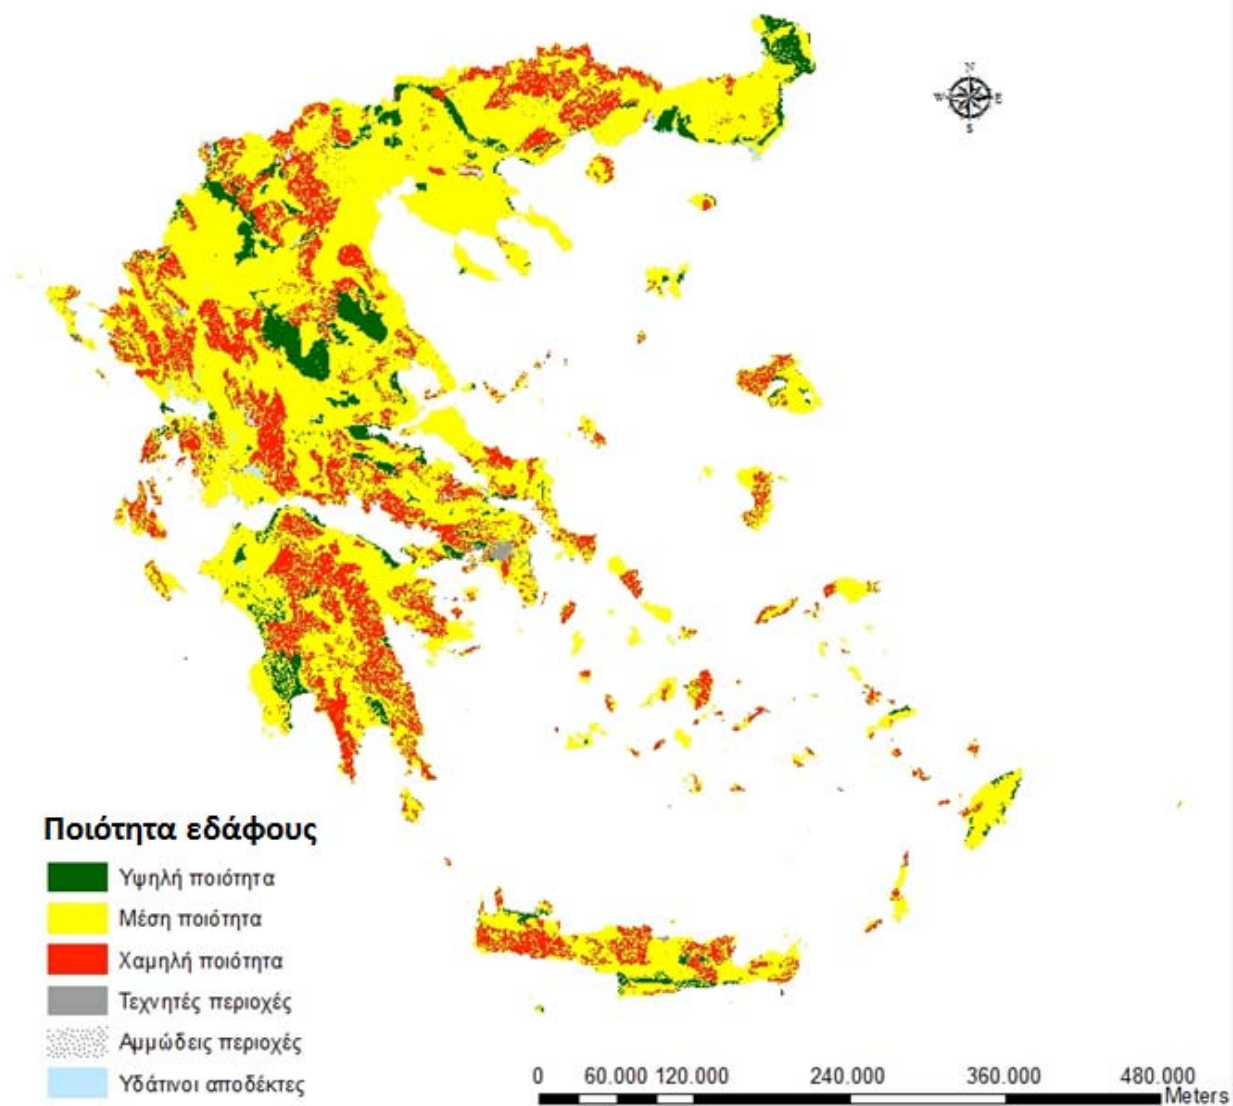 N
W E
S
Ποιότητα εδάφους
Υψηλή ποιότητα
Μέση ποιότητα
Χαμηλή ποιότητα
Τεχνητές περιοχές
Αμμώδεις περιοχές
Υδάτινοι αποδέκτες
0 60.000 120.000 240.000 360.000 480.000
Meters